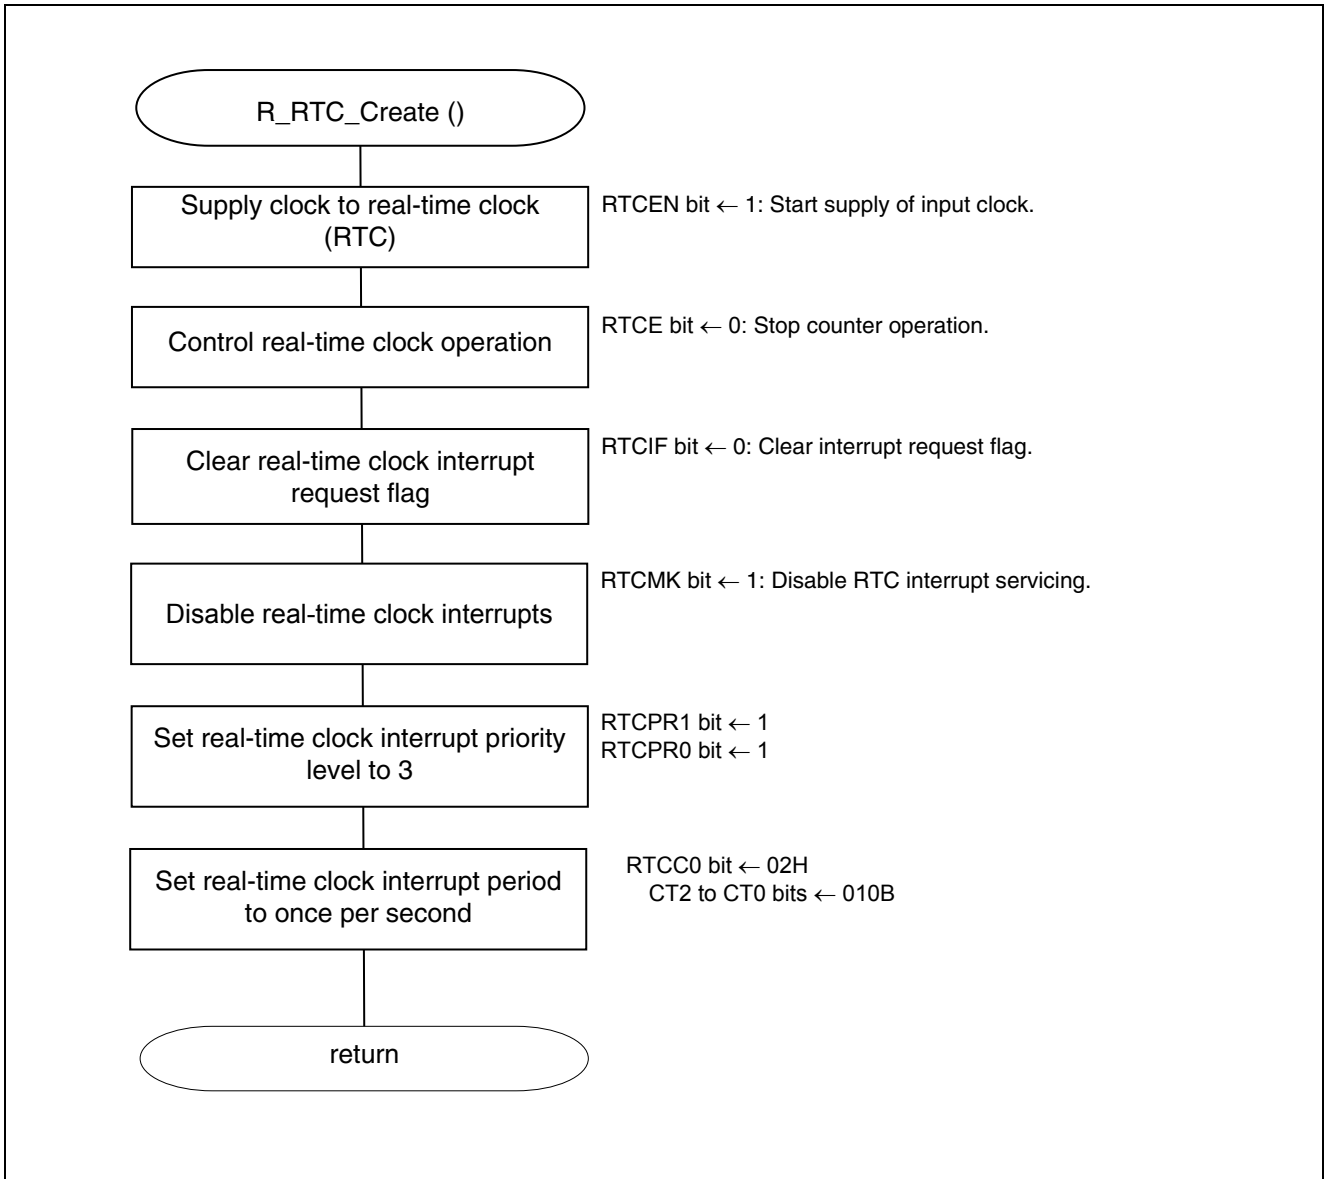 R_RTC_Create ()
Supply clock to real-time clock
(RTC)
RTCEN bit ← 1: Start supply of input clock.
Control real-time clock operation
RTCE bit ← 0: Stop counter operation.
Clear real-time clock interrupt
request flag
RTCIF bit ← 0: Clear interrupt request flag.
Disable real-time clock interrupts
RTCMK bit ← 1: Disable RTC interrupt servicing.
Set real-time clock interrupt priority
level to 3
RTCPR1 bit ← 1
RTCPR0 bit ← 1
Set real-time clock interrupt period
to once per second
RTCC0 bit ← 02H
CT2 to CT0 bits ← 010B
return